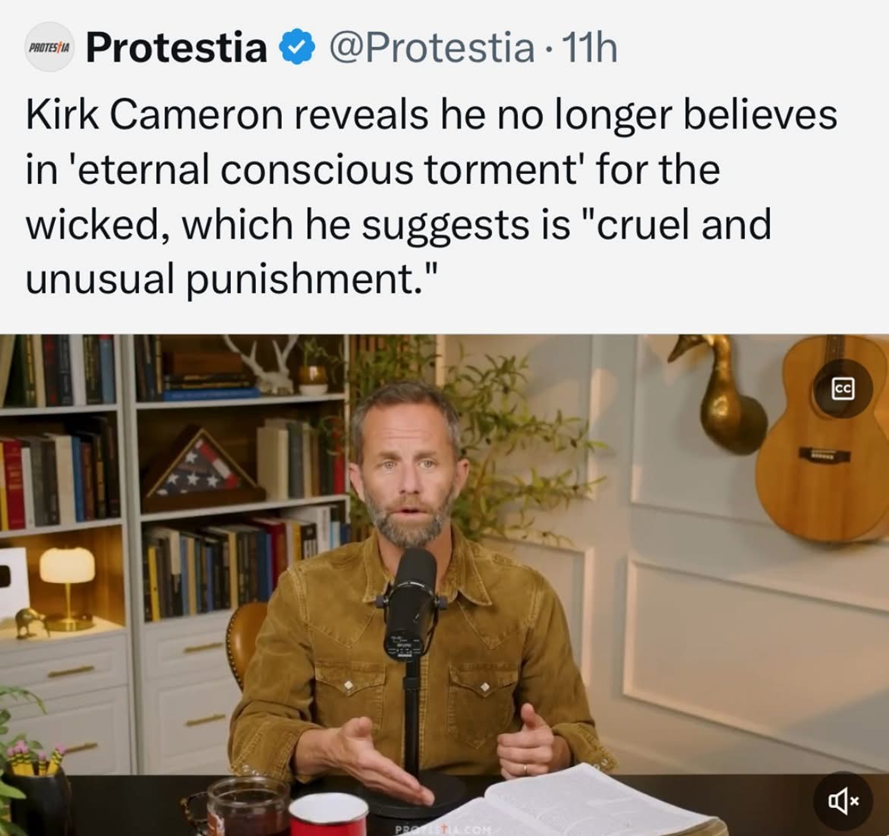 PROTESTIA
Protestia @Protestia · 11h
Kirk Cameron reveals he no longer believes
in 'eternal conscious torment' for the
wicked, which he suggests is "cruel and
unusual punishment."
CC
PROTESTIA.COM